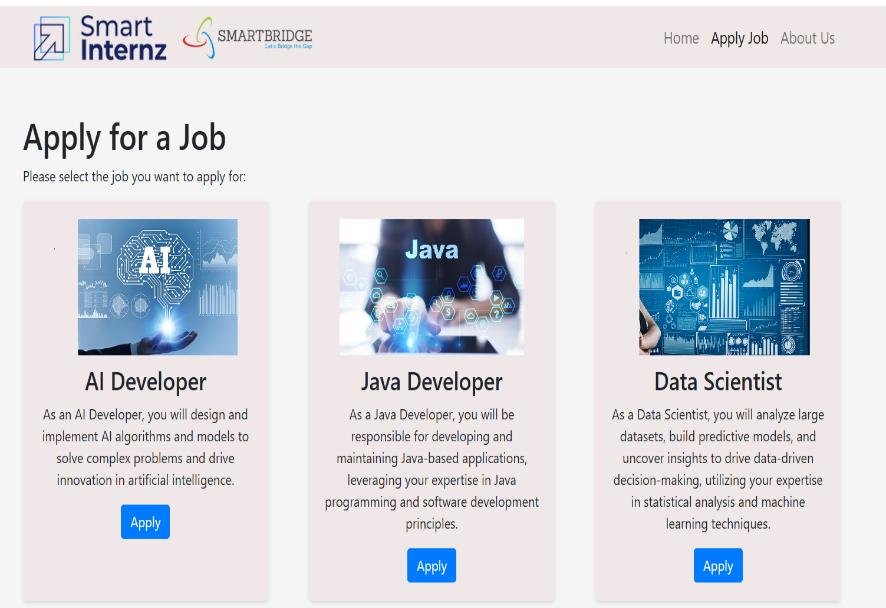 Smart
Internz
SMARTBRIDGE
Let's Bridge the Gap
Home Apply Job About Us
Apply for a Job
Please select the job you want to apply for:
AI
AI Developer
As an AI Developer, you will design and
implement AI algorithms and models to
solve complex problems and drive
innovation in artificial intelligence.
Apply
Java
Java Developer
As a Java Developer, you will be
responsible for developing and
maintaining Java-based applications,
leveraging your expertise in Java
programming and software development
principles.
Apply
Data Scientist
As a Data Scientist, you will analyze large
datasets, build predictive models, and
uncover insights to drive data-driven
decision-making, utilizing your expertise
in statistical analysis and machine
learning techniques.
Apply